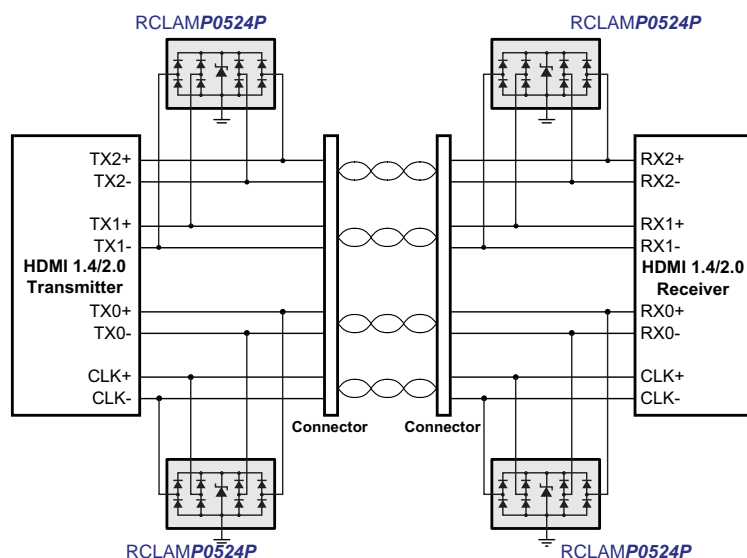 RCLAMP0524P
RCLAMP0524P
TX2+
TX2-
TX1+
TX1-
HDMI 1.4/2.0
Transmitter
TX0+
TX0-
CLK+
CLK-
RX2+
RX2-
RX1+
RX1-
HDMI 1.4/2.0
Receiver
RX0+
RX0-
CLK+
CLK-
Connector
Connector
RCLAMP0524P
RCLAMP0524P